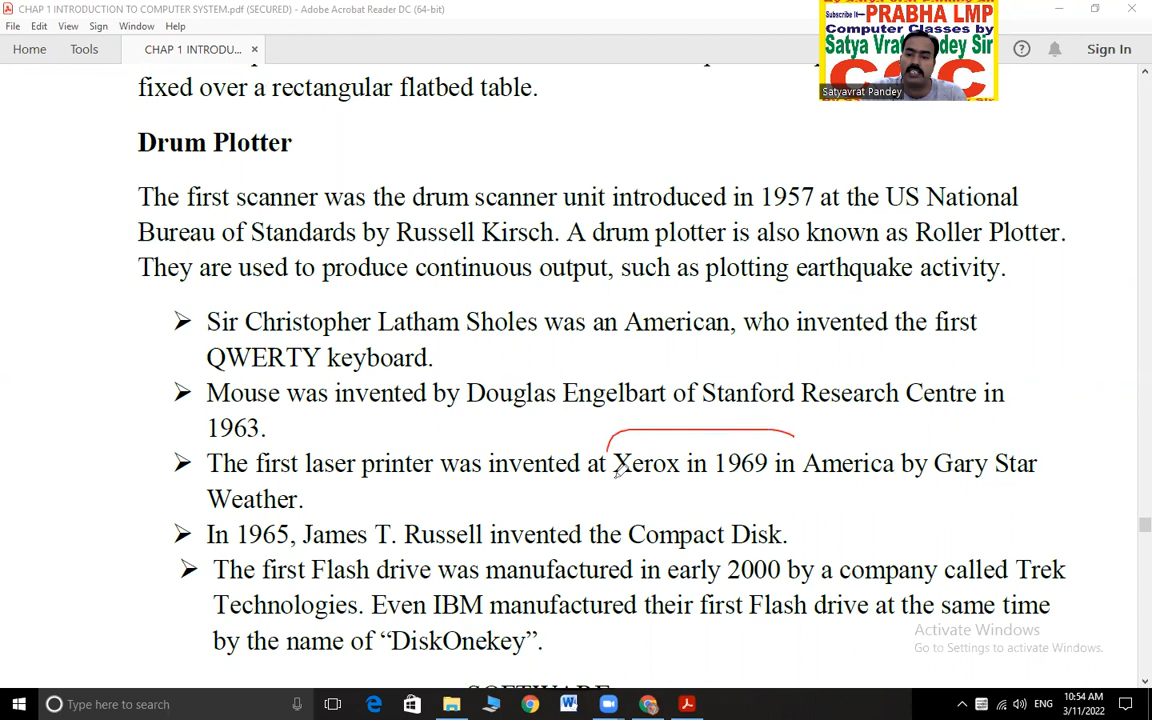 CHAP 1 INTRODUCTION TO COMPUTER SYSTEM.pdf (SECURED) - Adobe Acrobat Reader DC (64-bit)
File Edit View Sign Window Help
Home Tools CHAP 1 INTRODU... × Sign In
Subscribe It- PRABHA LMP
Computer Classes by
Satya Vrat Pandey Sir
Satyavrat Pandey
fixed over a rectangular flatbed table.
Drum Plotter
The first scanner was the drum scanner unit introduced in 1957 at the US National
Bureau of Standards by Russell Kirsch. A drum plotter is also known as Roller Plotter.
They are used to produce continuous output, such as plotting earthquake activity.
➢ Sir Christopher Latham Sholes was an American, who invented the first
QWERTY keyboard.
➢ Mouse was invented by Douglas Engelbart of Stanford Research Centre in
1963.
➢ The first laser printer was invented at Xerox in 1969 in America by Gary Star
Weather.
➢ In 1965, James T. Russell invented the Compact Disk.
➢ The first Flash drive was manufactured in early 2000 by a company called Trek
Technologies. Even IBM manufactured their first Flash drive at the same time
by the name of “DiskOnekey”.
Activate Windows
Go to Settings to activate Windows.
SOFTWARE
Type here to search
ENG
10:54 AM
3/11/2022